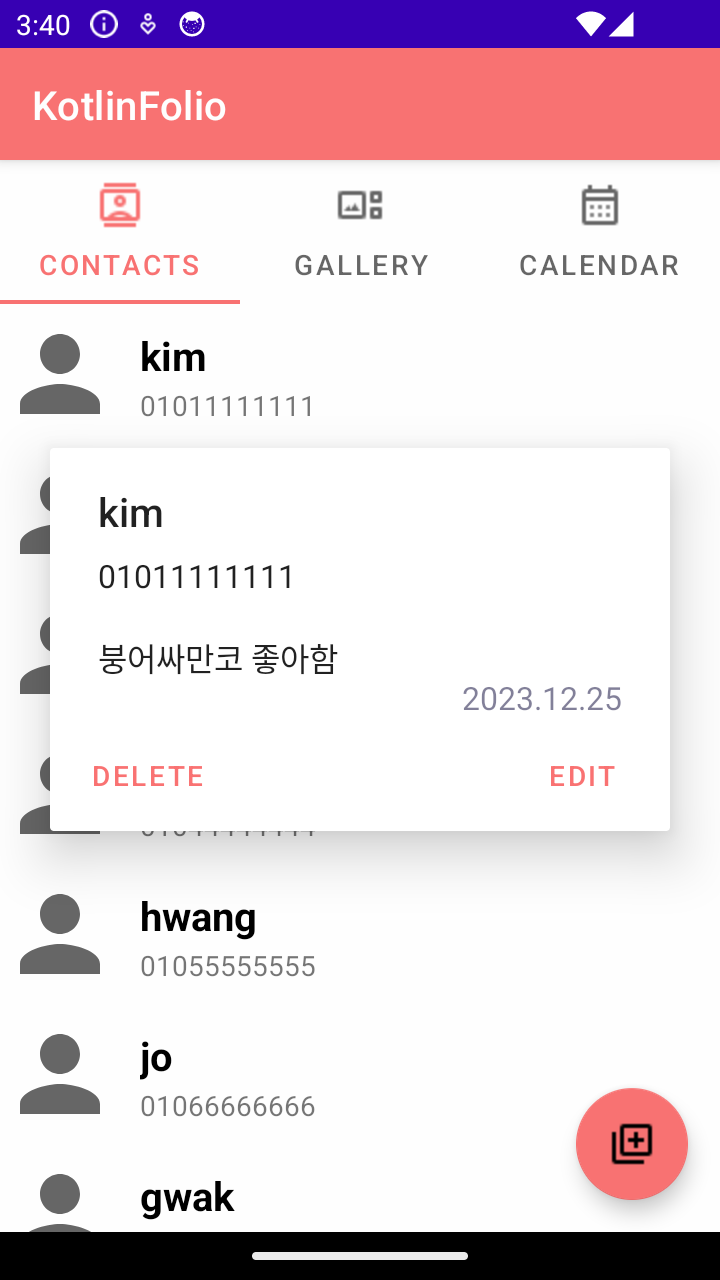 3:40
KotlinFolio
CONTACTS
GALLERY
CALENDAR
kim
01011111111
kim
01011111111
붕어싸만코 좋아함
2023.12.25
DELETE
EDIT
hwang
01055555555
jo
01066666666
gwak